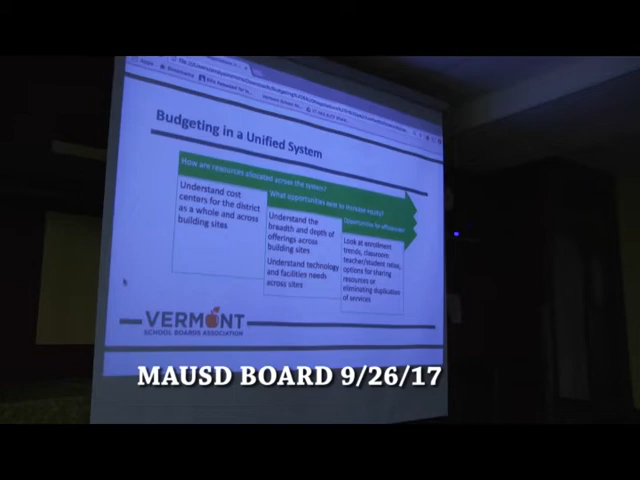 Bookmarks
Budgeting in a Unified System
How are resources allocated across the system?
What opportunities exist to increase equity?
Opportunities for efficiencies?
Understand cost
centers for the district
as a whole and across
building sites
Understand the
breadth and depth of
offerings across
building sites
Understand technology
and facilities needs
across sites
Look at enrollment
trends, classroom
teacher/student ratios,
options for sharing
resources or
eliminating duplication
of services
VERMONT
SCHOOL BOARDS ASSOCIATION
MAUSD BOARD 9/26/17